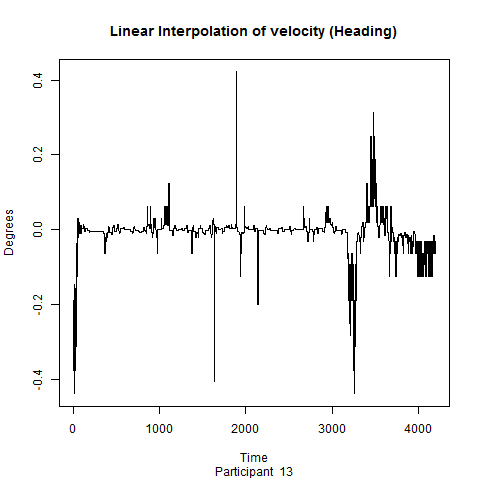 Linear Interpolation of velocity (Heading)
0.4
0.2
0.0
-0.2
-0.4
Degrees
0 1000 2000 3000 4000
Time
Participant 13